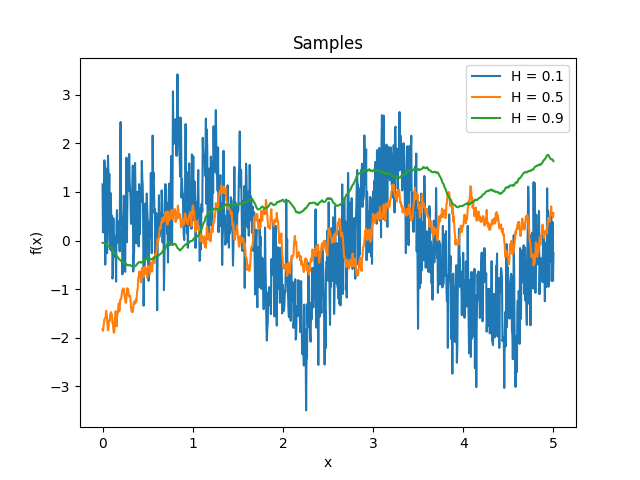 Samples
H = 0.1
H = 0.5
H = 0.9
f(x)
3
2
1
0
−1
−2
−3
0 1 2 3 4 5
x